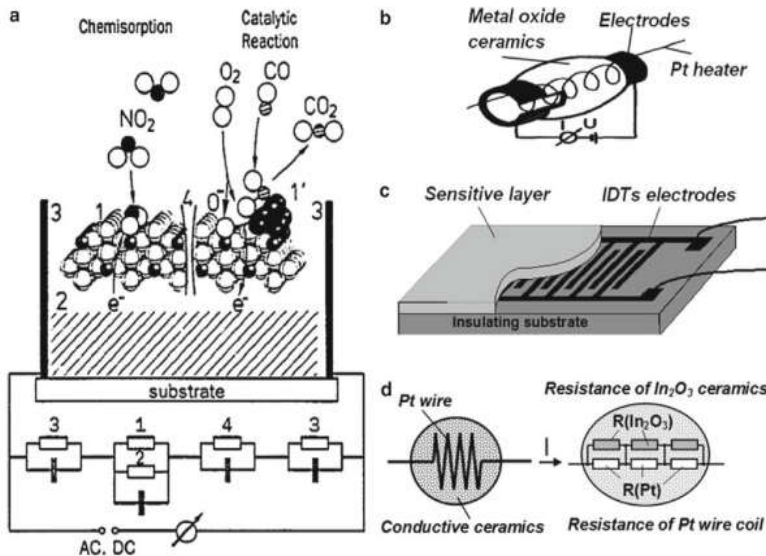 a
Chemisorption
Catalytic
Reaction
O₂
CO
CO₂
NO₂
3
1
4
O⁻
1'
3
2
e⁻
e⁻
substrate
3
1
2
4
3
AC, DC
b
Metal oxide
ceramics
Electrodes
Pt heater
I
U
c
Sensitive layer
IDTs electrodes
Insulating substrate
d
Pt wire
Conductive ceramics
I
Resistance of In₂O₃ ceramics
R(In₂O₃)
R(Pt)
Resistance of Pt wire coil